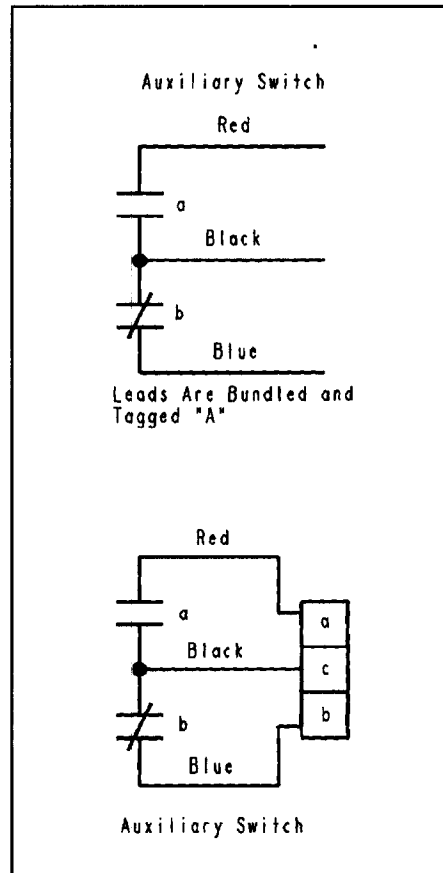 Auxiliary Switch
Red
a
Black
b
Blue
Leads Are Bundled and
Tagged "A"
Red
a
a
Black
c
b
b
Blue
Auxiliary Switch